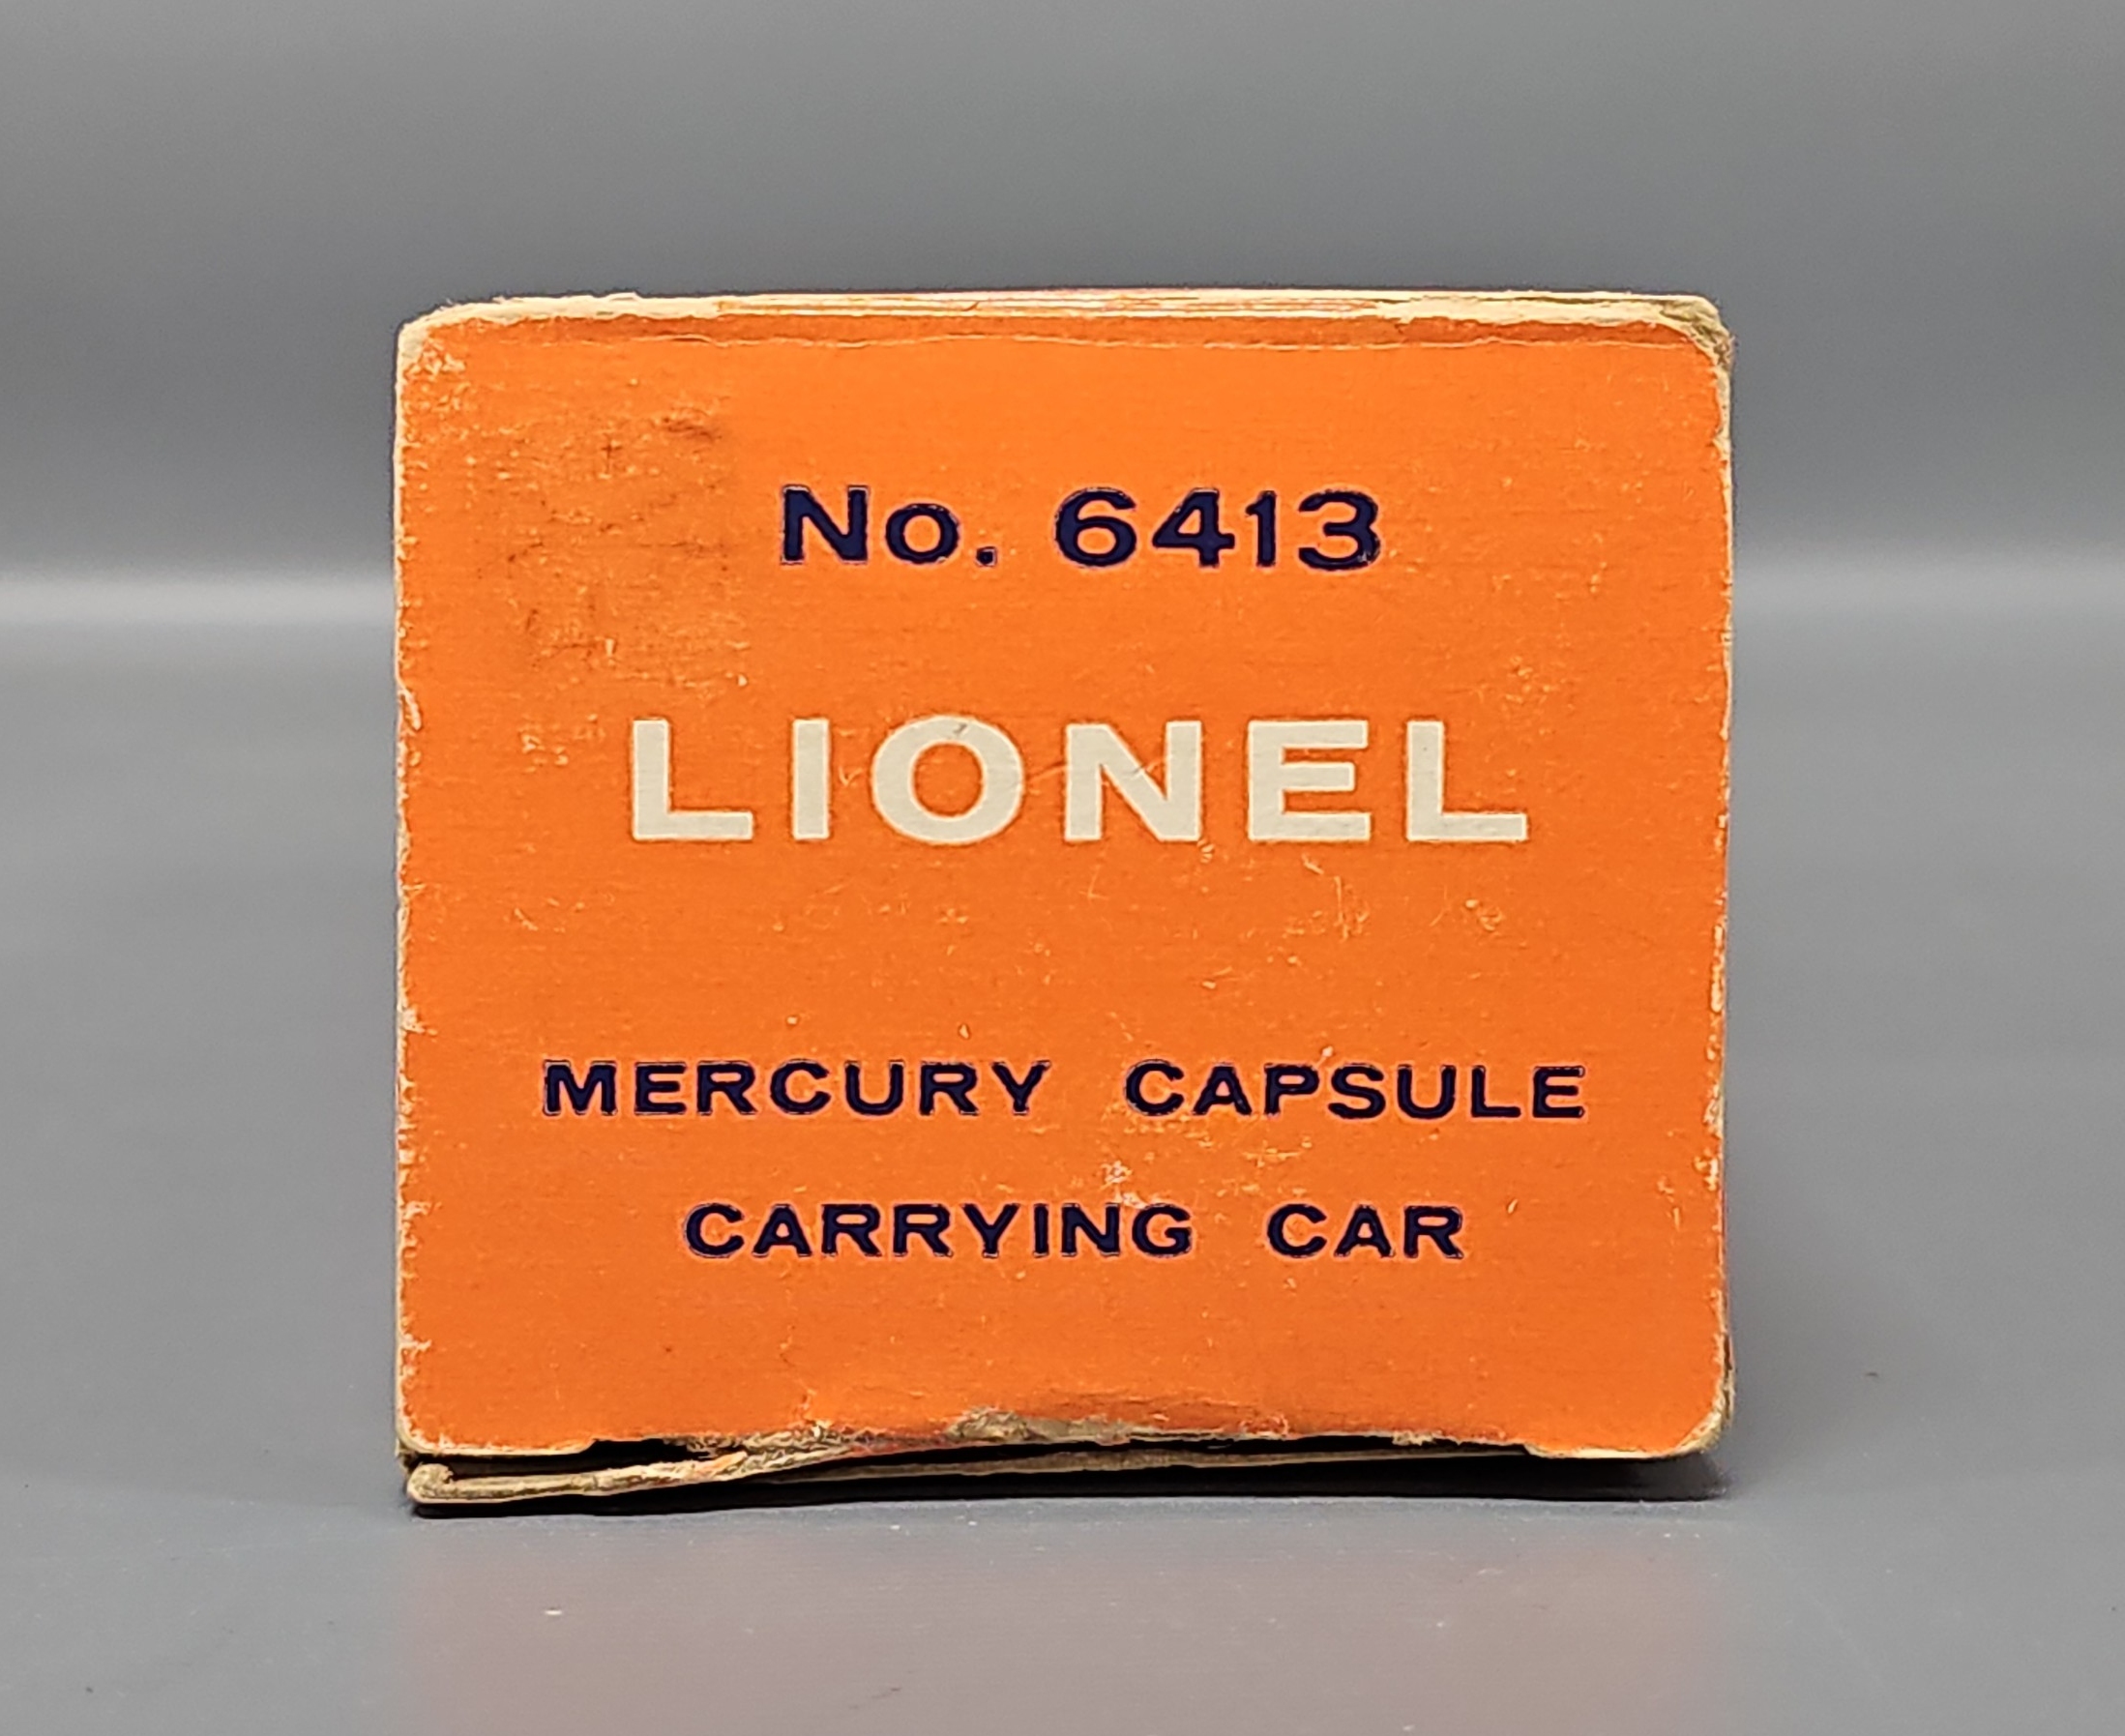 No. 6413
LIONEL
MERCURY CAPSULE
CARRYING CAR